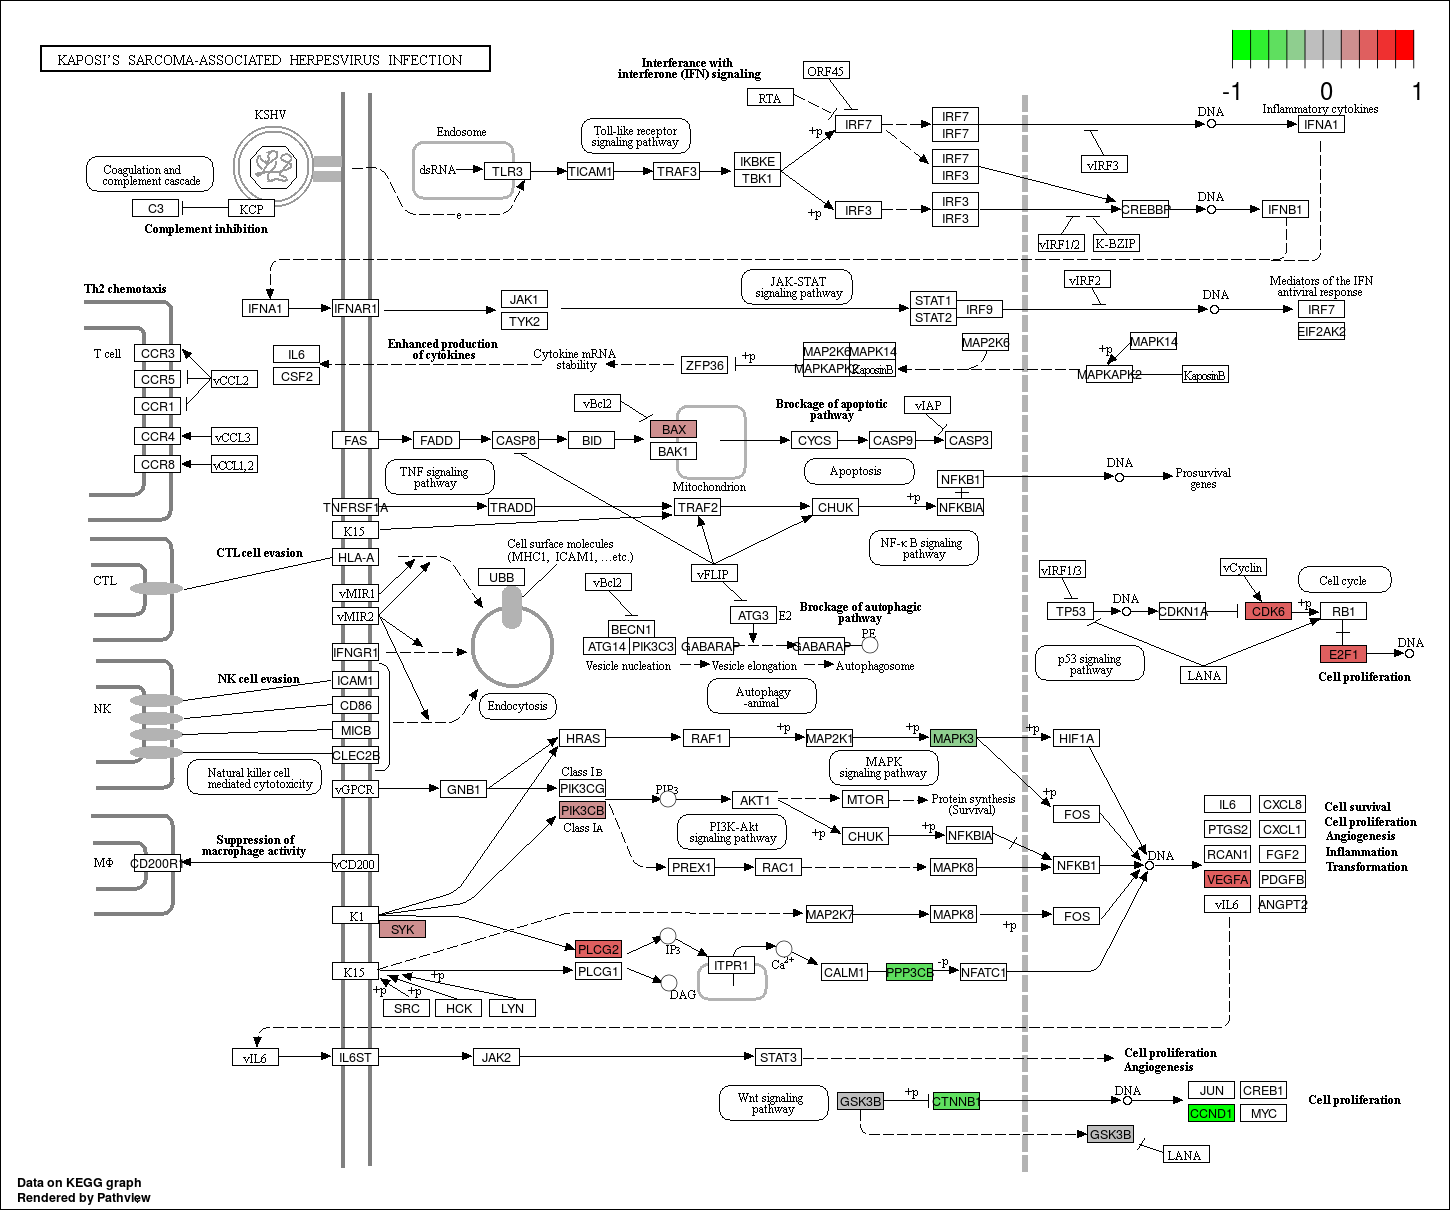 KAPOSI'S SARCOMA-ASSOCIATED HERPESVIRUS INFECTION
-1
0
1
Interferance with
interferone (IFN) signaling
ORF45
RTA
IRF7
+p
IRF7
IRF7
DNA
Inflammatory cytokines
IFNA1
KSHV
Endosome
Toll-like receptor
signaling pathway
dsRNA
TLR3
TICAM1
TRAF3
IKBKE
TBK1
IRF7
IRF3
vIRF3
Coagulation and
complement cascade
C3
KCP
Complement inhibition
e
+p
IRF3
IRF3
IRF3
CREBBP
DNA
IFNB1
vIRF1/2
K-BZIP
Th2 chemotaxis
IFNA1
IFNAR1
JAK1
TYK2
JAK-STAT
signaling pathway
STAT1
STAT2
IRF9
vIRF2
DNA
Mediators of the IFN
antiviral response
IRF7
EIF2AK2
T cell
CCR3
CCR5
CCR1
CCR4
CCR8
vCCL2
vCCL3
vCCL1,2
IL6
CSF2
Enhanced production
of cytokines
Cytokine mRNA
stability
ZFP36
+p
MAP2K6
MAPK14
MAPKAPK2
KaposinB
MAP2K6
MAPK14
+p
MAPKAPK2
KaposinB
vBcl2
Brockage of apoptotic
pathway
vIAP
FAS
FADD
CASP8
BID
BAX
BAK1
CYCS
CASP9
CASP3
TNF signaling
pathway
Mitochondrion
Apoptosis
NFKB1
DNA
Prosurvival
genes
TNFRSF1A
TRADD
TRAF2
CHUK
+p
NFKBIA
K15
NF-κ B signaling
pathway
CTL cell evasion
HLA-A
Cell surface molecules
(MHC1, ICAM1, ...etc.)
CTL
vMIR1
vMIR2
IFNGR1
UBB
vBcl2
vFLIP
ATG3
E2
Brockage of autophagic
pathway
BECN1
ATG14
PIK3C3
GABARAP
GABARAP
PE
Vesicle nucleation
Vesicle elongation
Autophagosome
vIRF1/3
vCyclin
Cell cycle
TP53
DNA
CDKN1A
CDK6
+p
RB1
E2F1
DNA
p53 signaling
pathway
LANA
Cell proliferation
NK cell evasion
NK
ICAM1
CD86
MICB
CLEC2B
Endocytosis
Autophagy
-animal
Natural killer cell
mediated cytotoxicity
HRAS
RAF1
+p
MAP2K1
+p
MAPK3
+p
HIF1A
MAPK
signaling pathway
vGPCR
GNB1
Class IB
PIK3CG
PIK3CB
Class IA
PIP3
AKT1
MTOR
Protein synthesis
(Survival)
+p
FOS
PI3K-Akt
signaling pathway
+p
CHUK
+p
NFKBIA
PREX1
RAC1
MAPK8
NFKB1
DNA
IL6
CXCL8
PTGS2
CXCL1
RCAN1
FGF2
VEGFA
PDGFB
vIL6
ANGPT2
Cell survival
Cell proliferation
Angiogenesis
Inflammation
Transformation
Suppression of
macrophage activity
MΦ
CD200R1
vCD200
K1
SYK
MAP2K7
MAPK8
+p
FOS
PLCG2
PLCG1
IP3
DAG
ITPR1
Ca2+
CALM1
PPP3CB
-p
NFATC1
K15
+p
+p
+p
SRC
HCK
LYN
vIL6
IL6ST
JAK2
STAT3
Cell proliferation
Angiogenesis
Wnt signaling
pathway
GSK3B
+p
CTNNB1
DNA
JUN
CREB1
CCND1
MYC
Cell proliferation
GSK3B
LANA
Data on KEGG graph
Rendered by Pathview